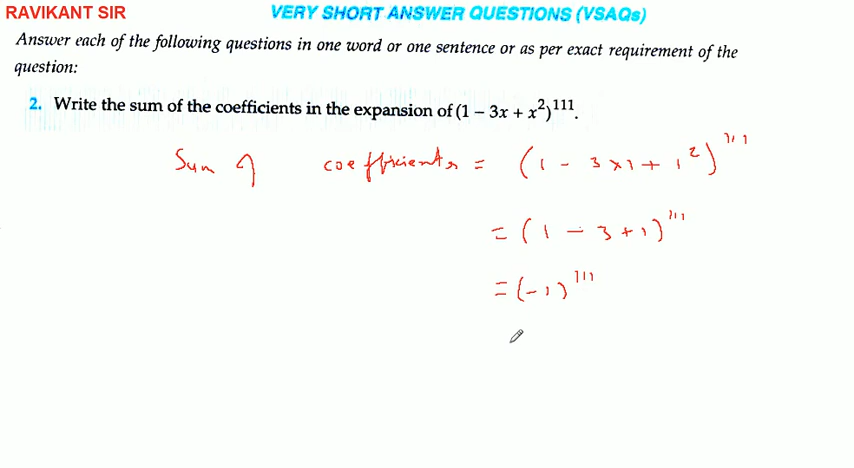 RAVIKANT SIR
VERY SHORT ANSWER QUESTIONS (VSAQs)
Answer each of the following questions in one word or one sentence or as per exact requirement of the
question:
2. Write the sum of the coefficients in the expansion of (1 – 3x + x²)¹¹¹.
Sum of coefficients = (1 - 3×1 + 1²)¹¹¹
= (1 - 3 + 1)¹¹¹
= (-1)¹¹¹